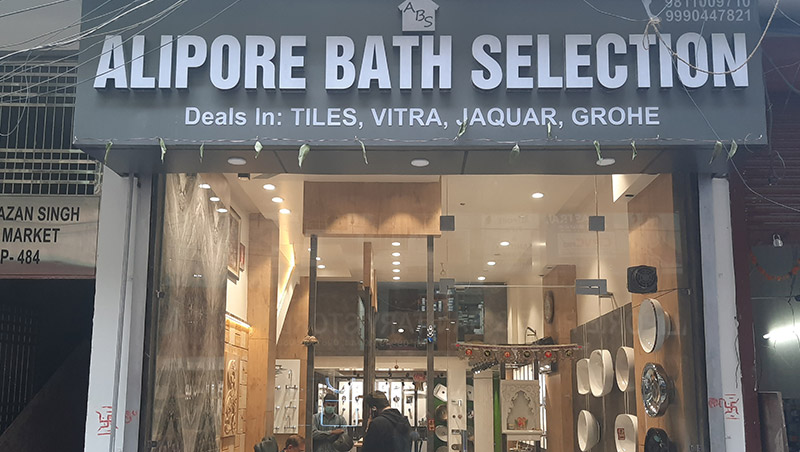 ABS
9811009710
9990447821
ALIPORE BATH SELECTION
Deals In: TILES, VITRA, JAQUAR, GROHE
AZAN SINGH
MARKET
P- 484